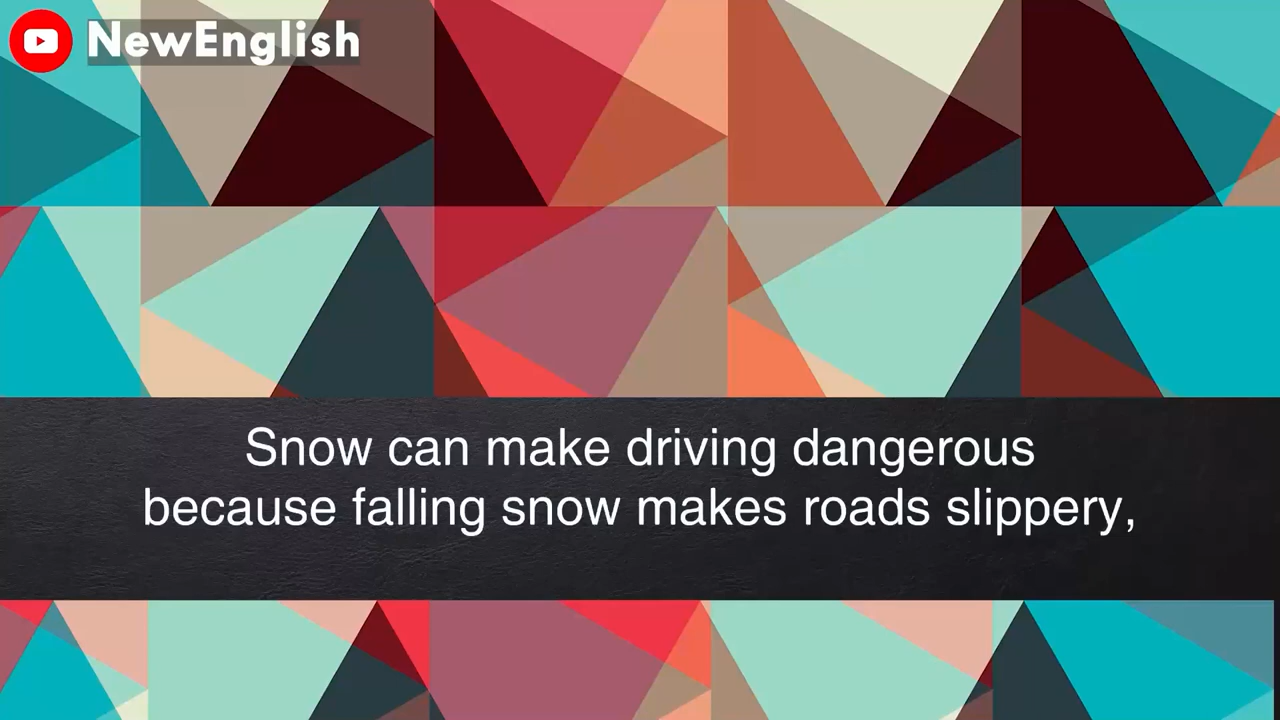 NewEnglish
Snow can make driving dangerous
because falling snow makes roads slippery,